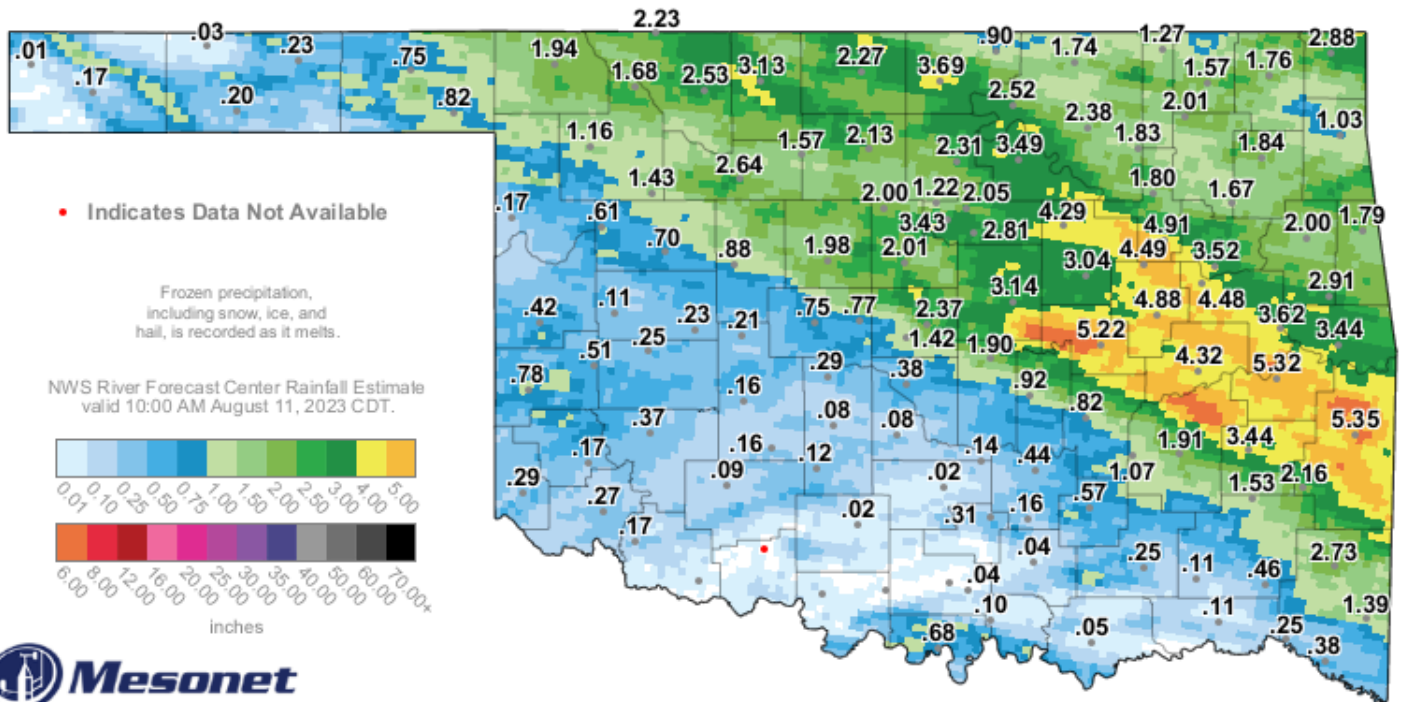 2.23
.01 .03 .23 .75 1.94 .90 1.74 1.27 2.88
.17 .20 .82 1.68 2.53 3.13 2.27 3.69 1.57 1.76
2.52 2.38 2.01 1.03
1.16 1.57 2.13 2.31 3.49 1.83 1.84
1.43 2.64 2.00 1.22 2.05 1.80 1.67
.17 .61 3.43 2.81 4.29 4.91 2.00 1.79
.70 .88 1.98 2.01 3.04 4.49 3.52
Indicates Data Not Available
3.14 4.88 4.48 2.91
Frozen precipitation,
including snow, ice, and
hail, is recorded as it melts.
.42 .11 .23 .21 .75 .77 2.37 3.62 3.44
.51 .25 1.42 1.90 5.22 4.32 5.32
.78 .16 .29 .38 .92
NWS River Forecast Center Rainfall Estimate
valid 10:00 AM August 11, 2023 CDT.
.37 .08 .08 .82 5.35
.17 .16 .12 .14 .44 1.91 3.44
.29 .09 .02 1.07 1.53 2.16
.27 .02 .31 .16 .57
.17 .04 .25 .11 .46 2.73
.04 .10 .11 1.39
.68 .05 .25 .38
0.01 0.10 0.25 0.50 0.75 1.00 1.50 2.00 2.50 3.00 4.00 5.00
6.00 8.00 12.00 16.00 20.00 25.00 30.00 35.00 40.00 50.00 60.00 70.00+
inches
Mesonet